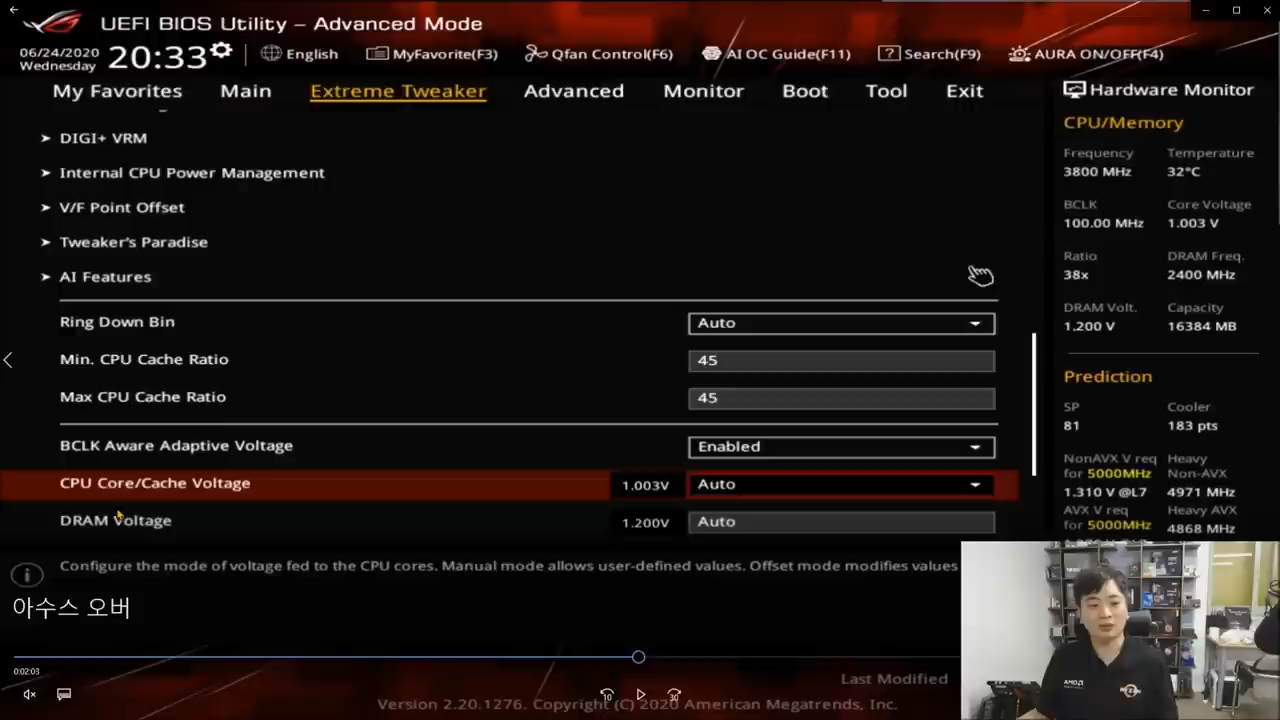 UEFI BIOS Utility – Advanced Mode
06/24/2020
Wednesday
20:33
English
MyFavorite(F3)
Qfan Control(F6)
AI OC Guide(F11)
? Search(F9)
AURA ON/OFF(F4)
My Favorites
Main
Extreme Tweaker
Advanced
Monitor
Boot
Tool
Exit
DIGI+ VRM
Internal CPU Power Management
V/F Point Offset
Tweaker's Paradise
AI Features
Ring Down Bin Auto
Min. CPU Cache Ratio 45
Max CPU Cache Ratio 45
BCLK Aware Adaptive Voltage Enabled
CPU Core/Cache Voltage 1.003V Auto
DRAM Voltage 1.200V Auto
Configure the mode of voltage fed to the CPU cores. Manual mode allows user-defined values. Offset mode modifies values
Hardware Monitor
CPU/Memory
Frequency Temperature
3800 MHz 32°C
BCLK Core Voltage
100.00 MHz 1.003 V
Ratio DRAM Freq.
38x 2400 MHz
DRAM Volt. Capacity
1.200 V 16384 MB
Prediction
SP Cooler
81 183 pts
NonAVX V req Heavy
for 5000MHz Non-AVX
1.310 V @L7 4971 MHz
AVX V req Heavy AVX
for 5000MHz 4868 MHz
아수스 오버
0:02:03
10
30
Last Modified
Version 2.20.1276. Copyright (C) 2020 American Megatrends, Inc.
AMD
RYZEN